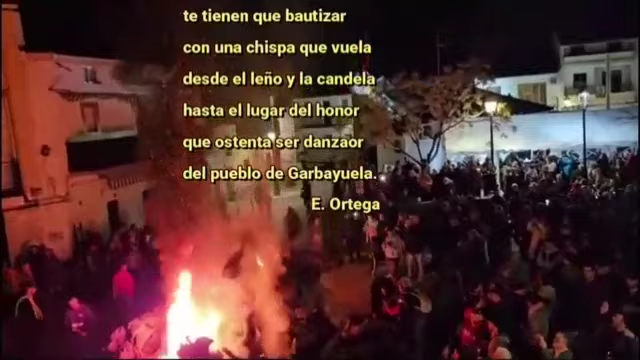 te tienen que bautizar
con una chispa que vuela
desde el leño y la candela
hasta el lugar del honor
que ostenta ser danzaor
del pueblo de Garbayuela.
E. Ortega